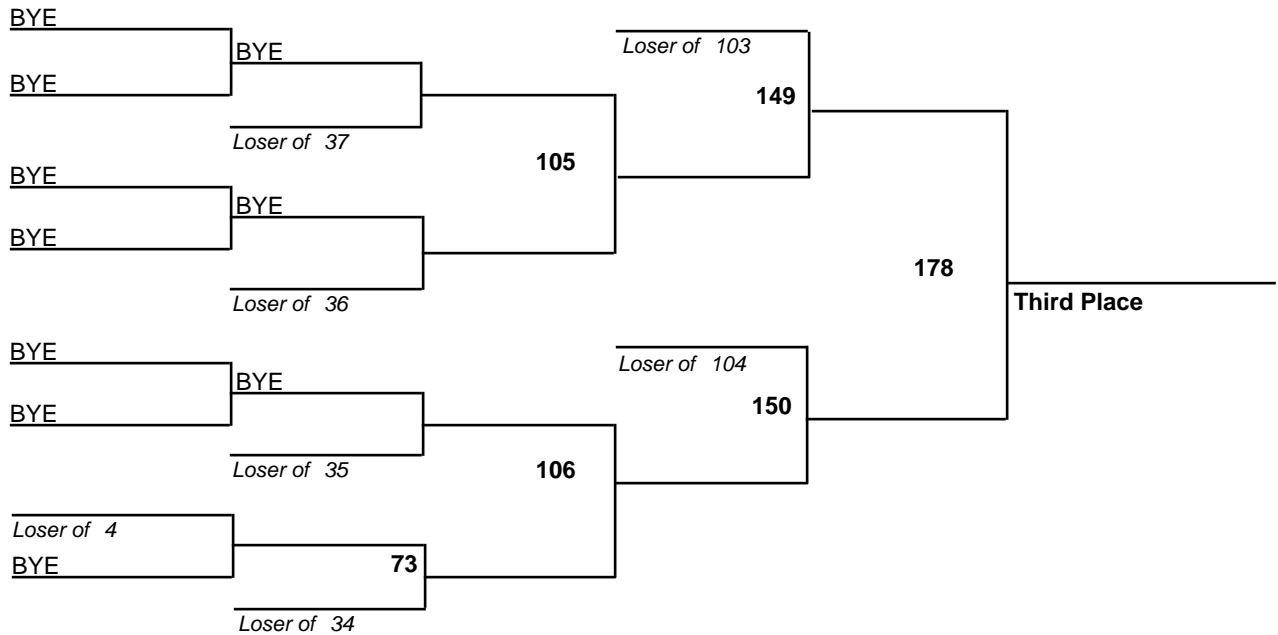 BYE
BYE
BYE
Loser of 37
Loser of 103
149
105
BYE
BYE
BYE
Loser of 36
178
Third Place
BYE
BYE
BYE
Loser of 35
Loser of 104
150
106
Loser of 4
BYE
73
Loser of 34